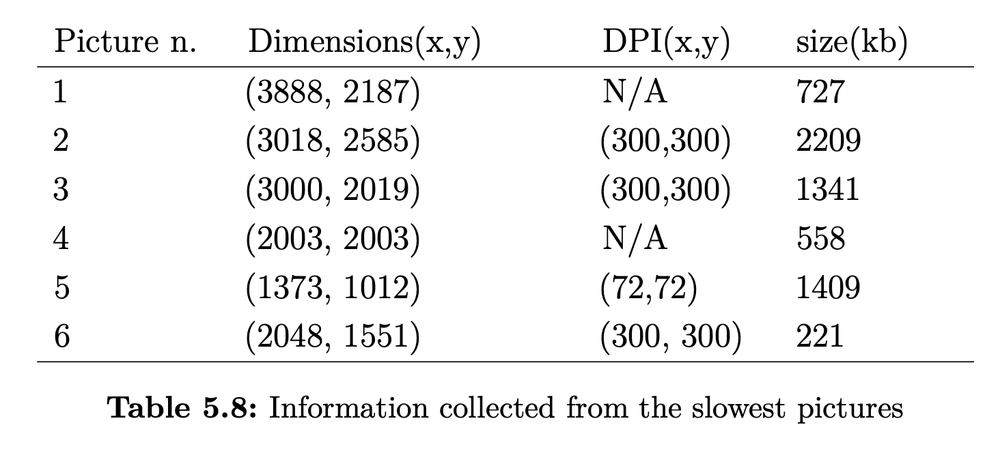 Picture n. Dimensions(x,y) DPI(x,y) size(kb)
1 (3888, 2187) N/A 727
2 (3018, 2585) (300,300) 2209
3 (3000, 2019) (300,300) 1341
4 (2003, 2003) N/A 558
5 (1373, 1012) (72,72) 1409
6 (2048, 1551) (300, 300) 221
Table 5.8: Information collected from the slowest pictures